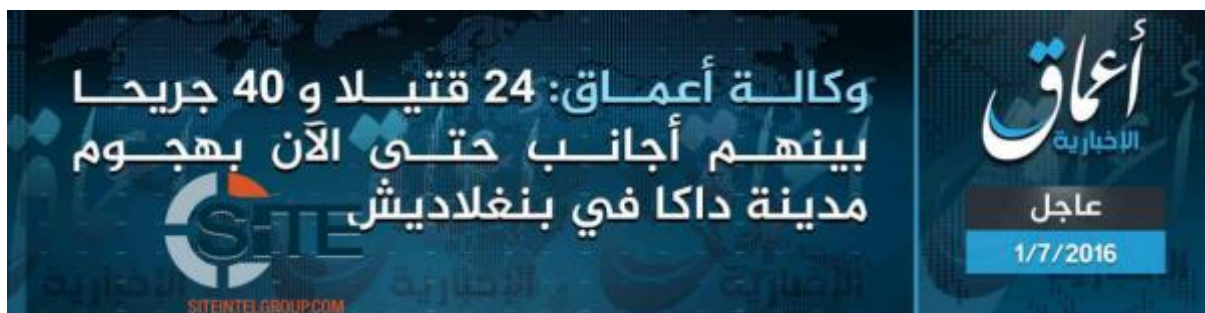 وكالة أعماق: 24 قتيلا و 40 جريحا
بينهم أجانب حتى الآن بهجوم
مدينة داكا في بنغلاديش
أعماق
الإخبارية
عاجل
1/7/2016
SITE
SITEINTELGROUP.COM